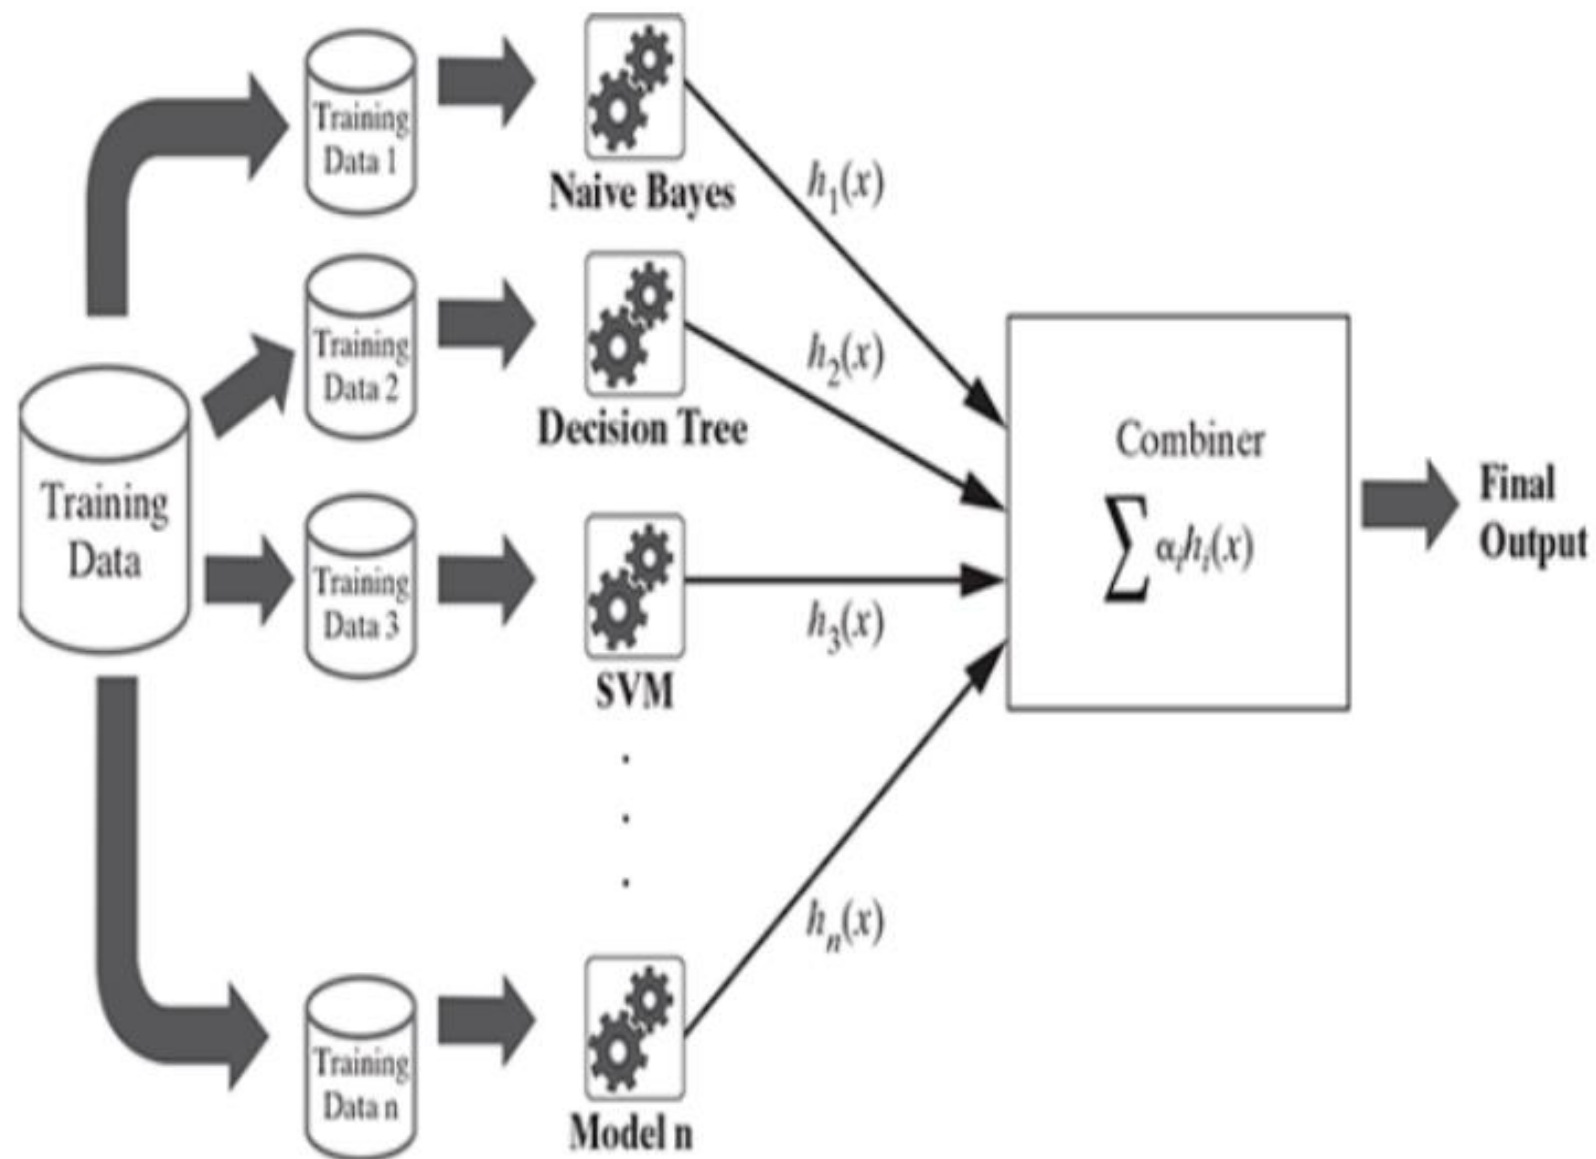 Training
Data 1
Naive Bayes
h₁(x)
Training
Data 2
Decision Tree
h₂(x)
Training
Data
Training
Data 3
SVM
h₃(x)
.
.
.
Training
Data n
Model n
hₙ(x)
Combiner
∑ αᵢhᵢ(x)
Final
Output